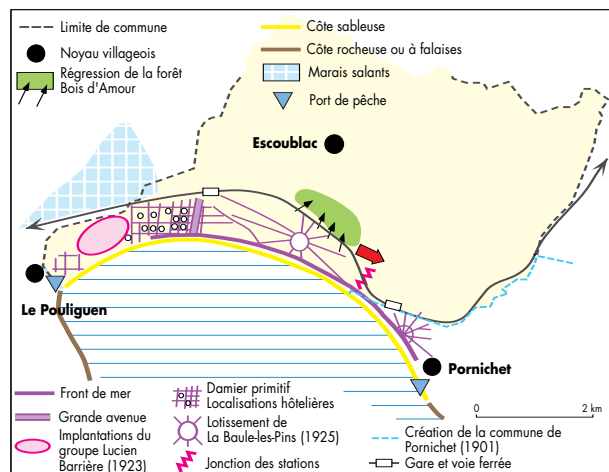 Limite de commune
Noyau villageois
Régression de la forêt
Bois d'Amour
Côte sableuse
Côte rocheuse ou à falaises
Marais salants
Port de pêche
Escoublac
Le Pouliguen
Pornichet
Front de mer
Grande avenue
Implantations du
groupe Lucien
Barrière (1923)
Damier primitif
Localisations hôtelières
Lotissement de
La Baule-les-Pins (1925)
Jonction des stations
0 2 km
Création de la commune de
Pornichet (1901)
Gare et voie ferrée